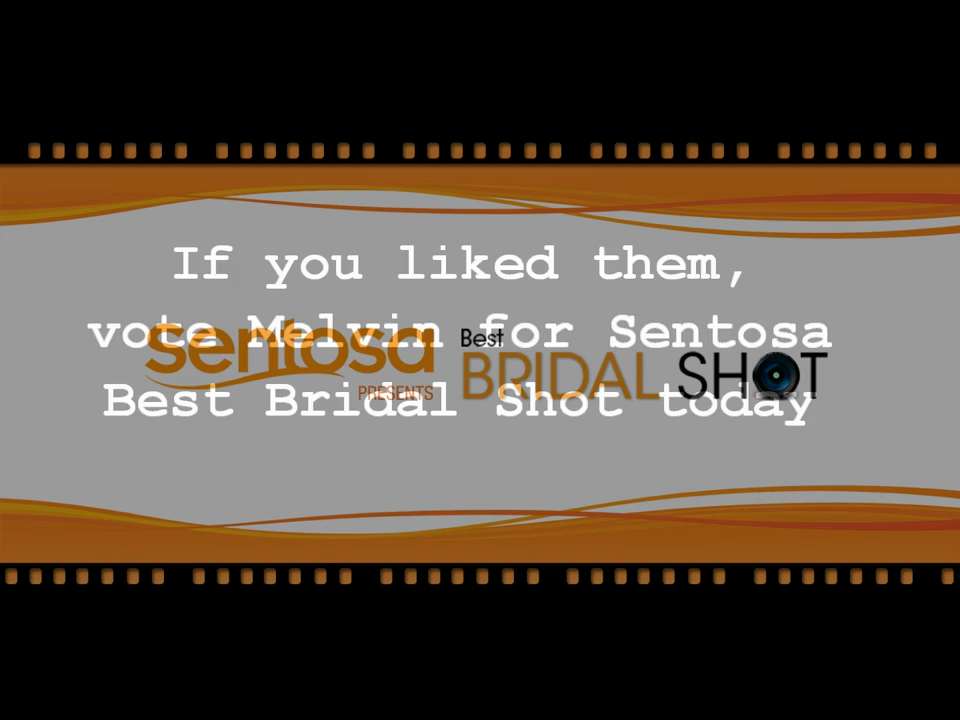 If you liked them,
vote Melvin for Sentosa
Best Bridal Shot today
sentosa
PRESENTS
Best
BRIDAL SHOT